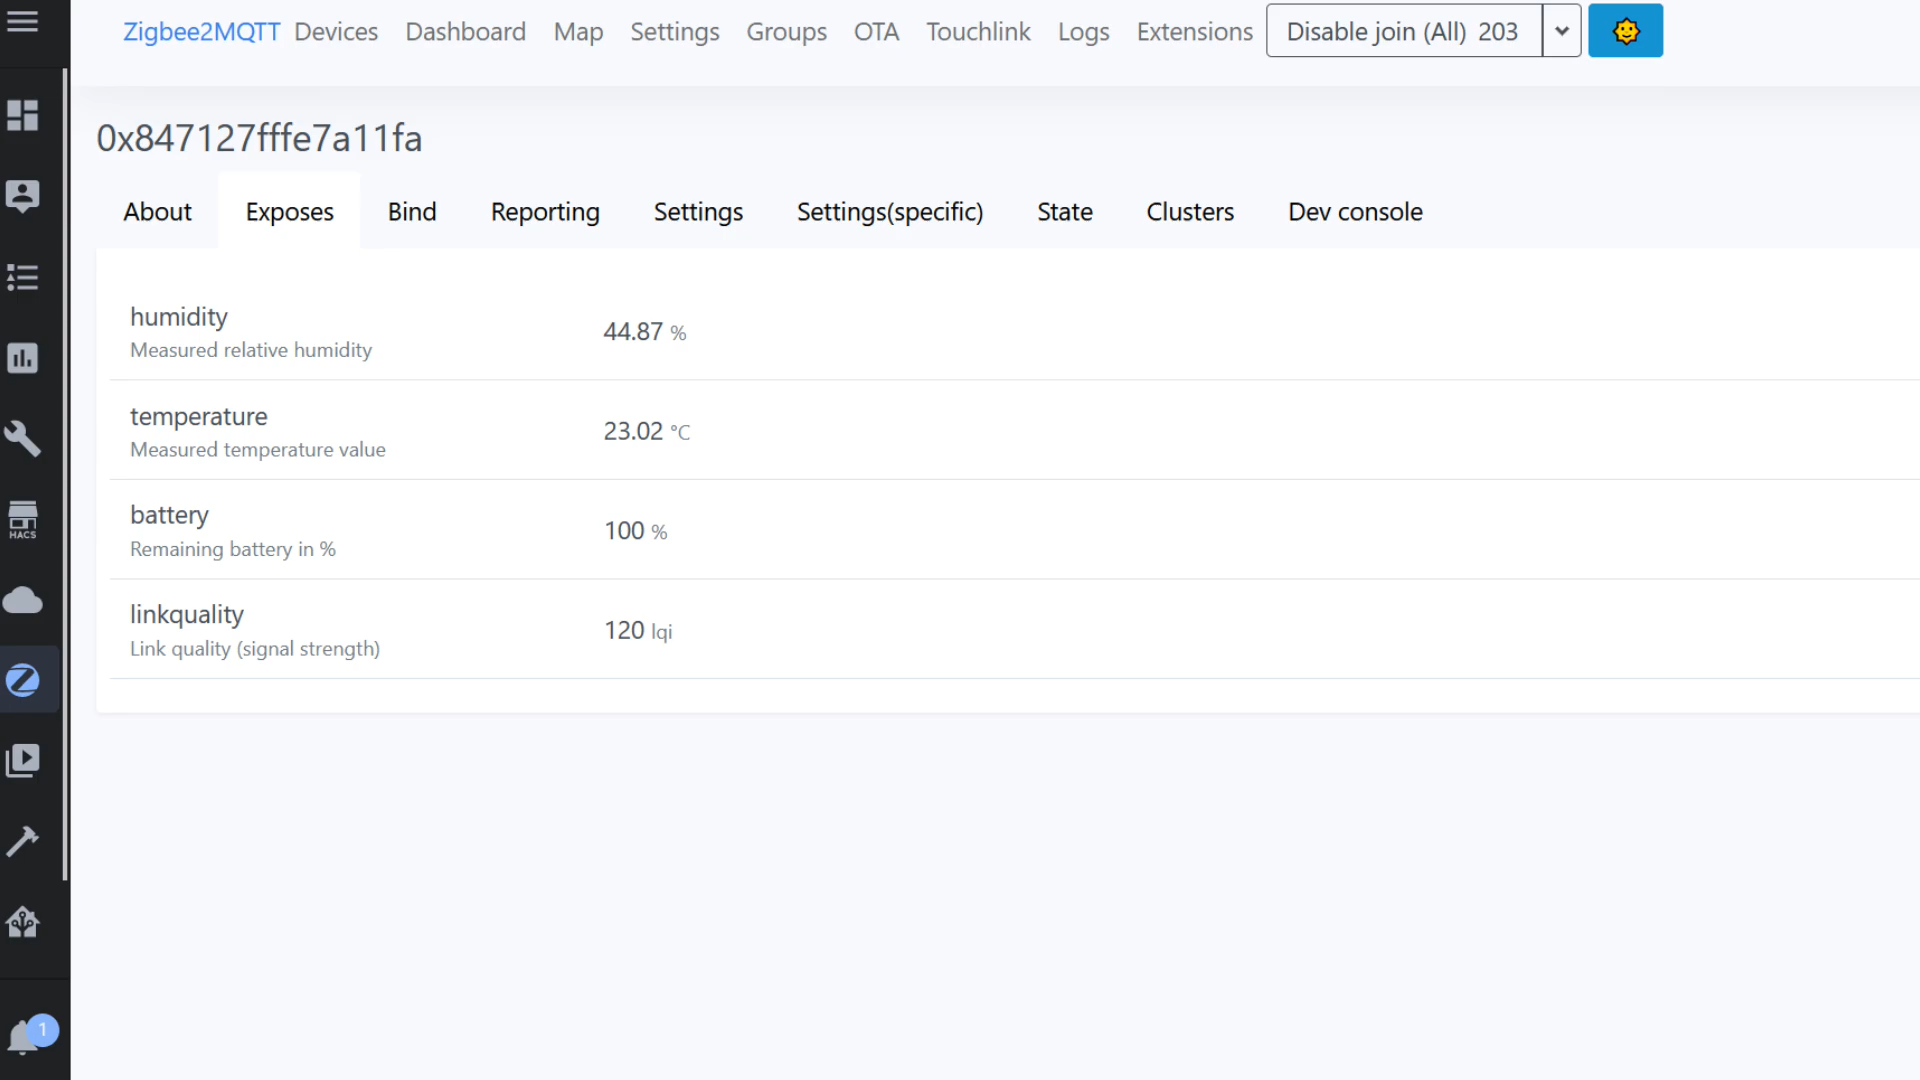 Zigbee2MQTT Devices Dashboard Map Settings Groups OTA Touchlink Logs Extensions Disable join (All) 203
0x847127fffe7a11fa
About Exposes Bind Reporting Settings Settings(specific) State Clusters Dev console
humidity
Measured relative humidity
44.87 %
temperature
Measured temperature value
23.02 °C
battery
Remaining battery in %
100 %
linkquality
Link quality (signal strength)
120 lqi
HACS
1